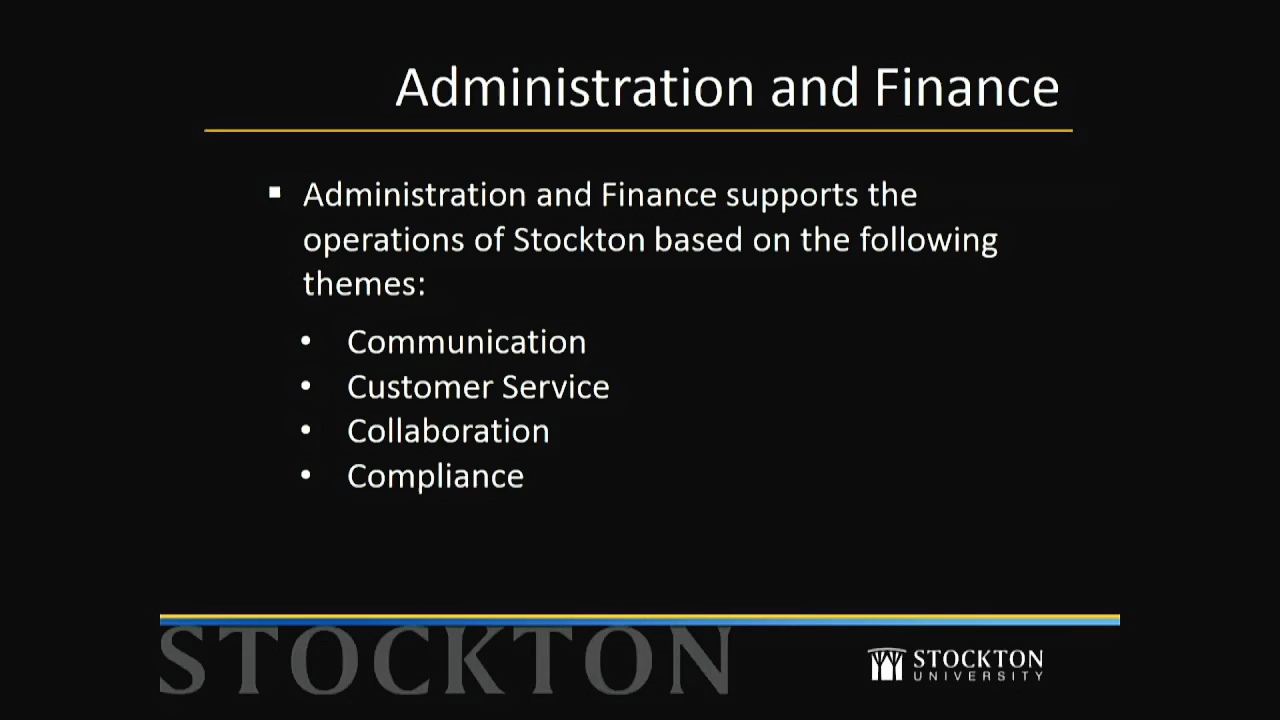 Administration and Finance
▪ Administration and Finance supports the
operations of Stockton based on the following
themes:
• Communication
• Customer Service
• Collaboration
• Compliance
STOCKTON
STOCKTON
UNIVERSITY